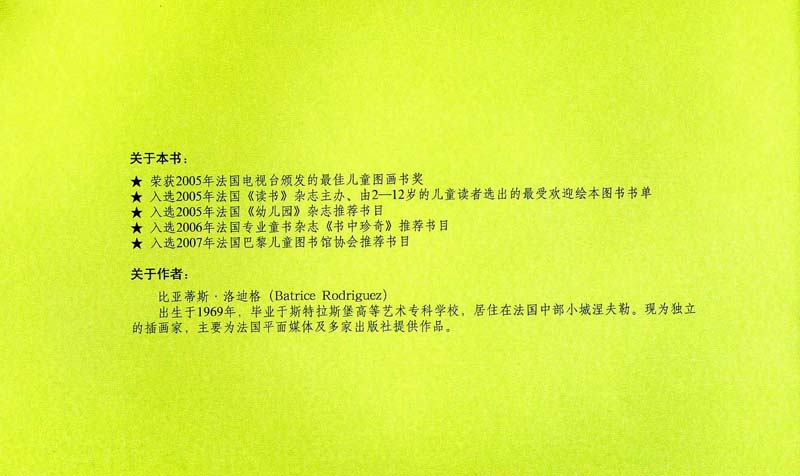 关于本书：
★ 荣获2005年法国电视台颁发的最佳儿童图画书奖
★ 入选2005年法国《读书》杂志主办、由2—12岁的儿童读者选出的最受欢迎绘本图书书单
★ 入选2005年法国《幼儿园》杂志推荐书目
★ 入选2006年法国专业童书杂志《书中珍奇》推荐书目
★ 入选2007年法国巴黎儿童图书馆协会推荐书目
关于作者：
比亚蒂斯·洛迪格（Batrice Rodriguez）
出生于1969年，毕业于斯特拉斯堡高等艺术专科学校，居住在法国中部小城涅夫勒。现为独立
的插画家，主要为法国平面媒体及多家出版社提供作品。